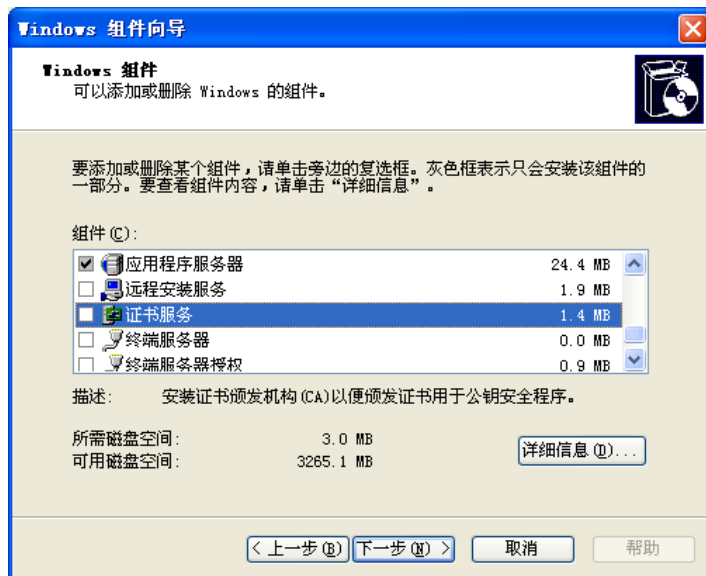 Windows 组件向导
Windows 组件
可以添加或删除 Windows 的组件。
要添加或删除某个组件，请单击旁边的复选框。灰色框表示只会安装该组件的
一部分。要查看组件内容，请单击“详细信息”。
组件(C):
应用程序服务器 24.4 MB
远程安装服务 1.9 MB
证书服务 1.4 MB
终端服务器 0.0 MB
终端服务器授权 0.9 MB
描述: 安装证书颁发机构(CA)以便颁发证书用于公钥安全程序。
所需磁盘空间: 3.0 MB
可用磁盘空间: 3265.1 MB
详细信息(D)...
< 上一步(B) 下一步(N) > 取消 帮助